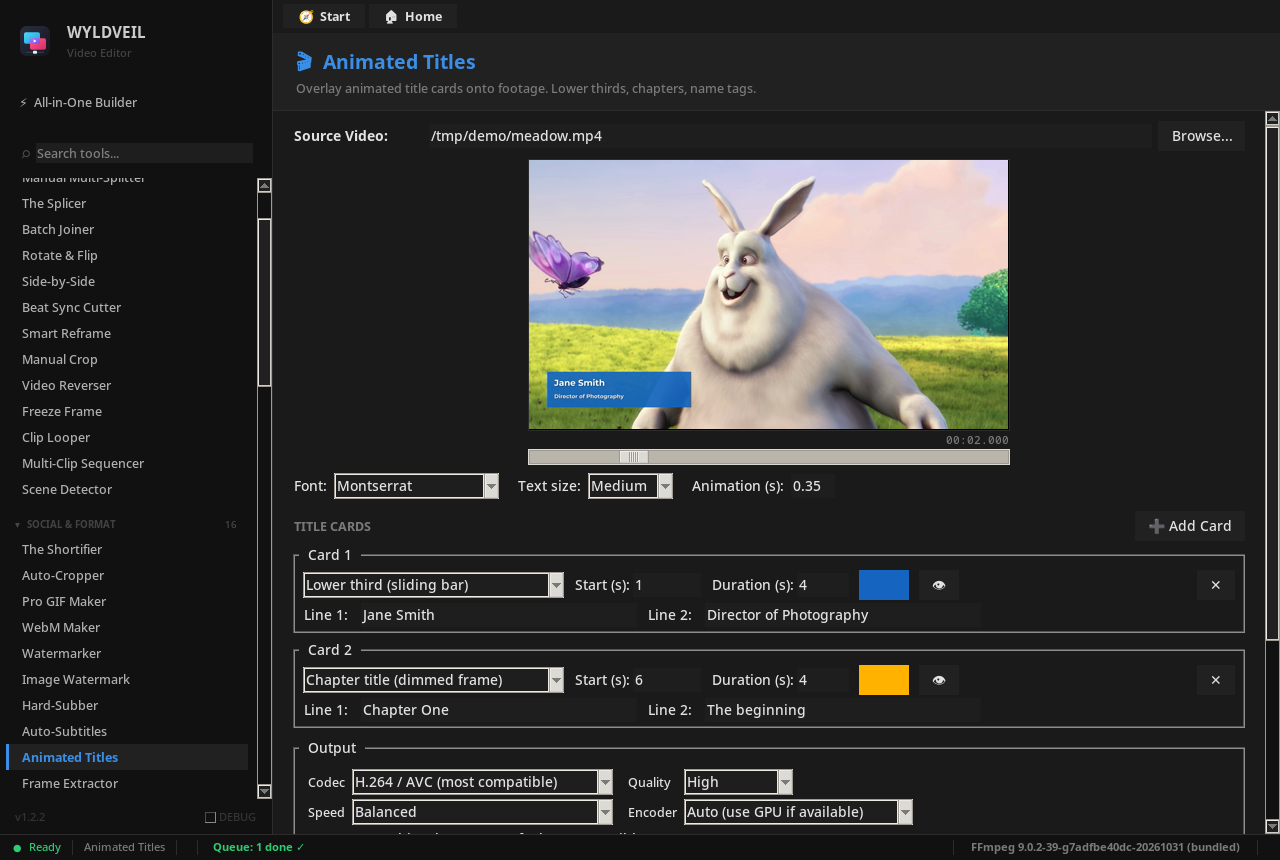 WYLDVEIL
Video Editor
All-in-One Builder
Search tools...
Manual Multi-Splitter
The Splicer
Batch Joiner
Rotate & Flip
Side-by-Side
Beat Sync Cutter
Smart Reframe
Manual Crop
Video Reverser
Freeze Frame
Clip Looper
Multi-Clip Sequencer
Scene Detector
SOCIAL & FORMAT 16
The Shortifier
Auto-Cropper
Pro GIF Maker
WebM Maker
Watermarker
Image Watermark
Hard-Subber
Auto-Subtitles
Animated Titles
Frame Extractor
v1.2.2 DEBUG
Start Home
Animated Titles
Overlay animated title cards onto footage. Lower thirds, chapters, name tags.
Source Video: /tmp/demo/meadow.mp4 Browse...
Jane Smith
Director of Photography
00:02.000
Font: Montserrat Text size: Medium Animation (s): 0.35
TITLE CARDS ➕ Add Card
Card 1
Lower third (sliding bar) Start (s): 1 Duration (s): 4 ✕
Line 1: Jane Smith Line 2: Director of Photography
Card 2
Chapter title (dimmed frame) Start (s): 6 Duration (s): 4 ✕
Line 1: Chapter One Line 2: The beginning
Output
Codec H.264 / AVC (most compatible) Quality High
Speed Balanced Encoder Auto (use GPU if available)
● Ready Animated Titles Queue: 1 done ✓ FFmpeg 9.0.2-39-g7adfbe40dc-20261031 (bundled)